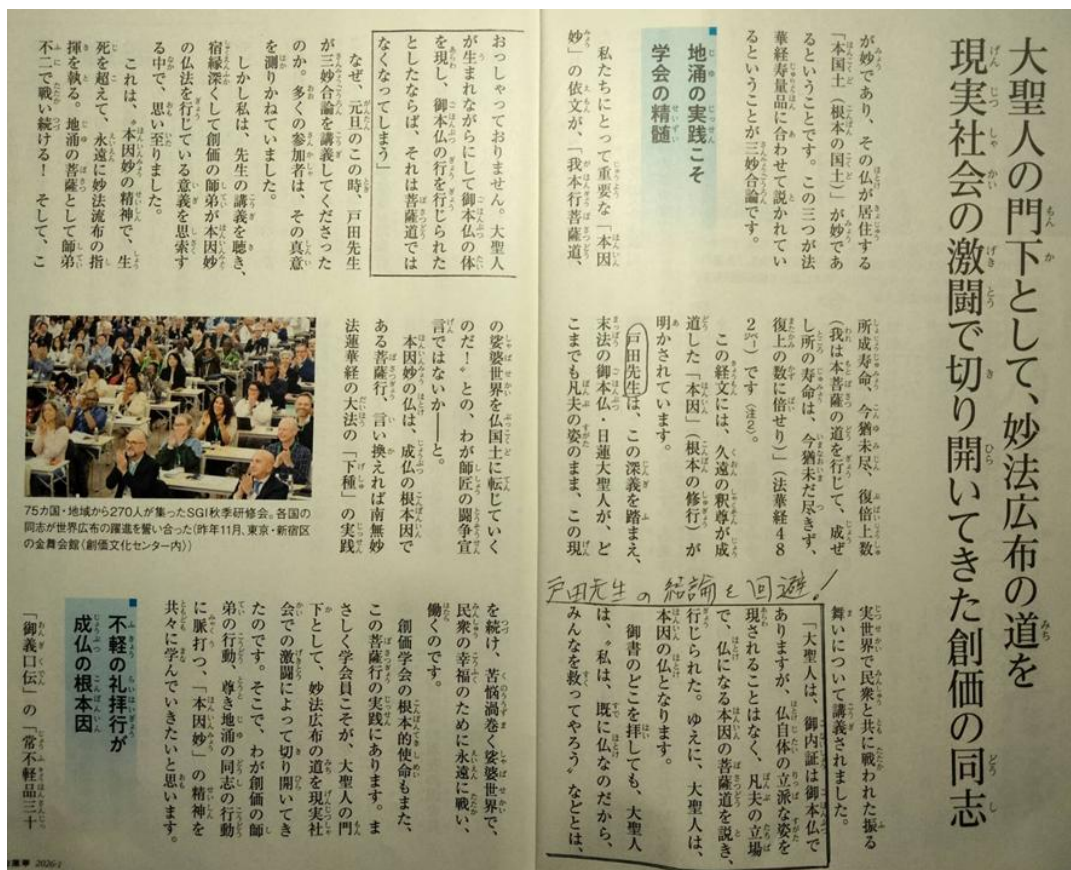 大聖人の門下として、妙法広布の道を
現実社会の激闘で切り開いてきた創価の同志
が妙であり、その仏が居住する
「本国土（根本の国土）」が妙であ
るということです。この三つが法
華経寿量品に合わせて説かれてい
るということが三妙合論です。
地涌の実践こそ
学会の精髄
私たちにとって重要な「本因
妙」の依文が、「我本行菩薩道、
所成寿命、今猶未尽、復倍上数
（我は本菩薩の道を行じて、成ぜ
し所の寿命は、今猶未だ尽きず、
復上の数に倍せり）」（法華経48
2㌻）です（注2）。
この経文には、久遠の釈尊が成
道した「本因」（根本の修行）が
明かされています。
戸田先生は、この深義を踏まえ、
末法の御本仏・日蓮大聖人が、ど
こまでも凡夫の姿のまま、この現
戸田先生の結論を回避！
実世界で民衆と共に戦われた振る
舞いについて講義されました。
「大聖人は、御内証は御本仏で
ありますが、仏自体の立派な姿を
現されることはなく、凡夫の立場
で、仏になる本因の菩薩道を説き、
行じられた。ゆえに、大聖人は、
本因の仏となります。
御書のどこを拝しても、大聖人
は、〝私は、既に仏なのだから、
みんなを救ってやろう〟などとは、
おっしゃっておりません。大聖人
が生まれながらにして御本仏の体
を現し、御本仏の行を行じられた
としたならば、それは菩薩道では
なくなってしまう」
なぜ、元旦のこの時、戸田先生
が三妙合論を講義してくださった
のか。多くの参加者は、その真意
を測りかねていました。
しかし私は、先生の講義を聴き、
宿縁深くして創価の師弟が本因妙
の仏法を行じている意義を思索す
る中で、思い至りました。
これは、〝本因妙の精神で、生
死を超えて、永遠に妙法流布の指
揮を執る。地涌の菩薩として師弟
不二で戦い続ける！　そして、こ
の娑婆世界を仏国土に転じていく
のだ！〟との、わが師匠の闘争宣
言ではないか――と。
本因妙の仏は、成仏の根本因で
ある菩薩行、言い換えれば南無妙
法蓮華経の大法の「下種」の実践
75カ国・地域から270人が集ったSGI秋季研修会。各国の
同志が世界広布の躍進を誓い合った（昨年11月、東京・新宿区
の金舞会館〈創価文化センター内〉）
を続け、苦悩渦巻く娑婆世界で、
民衆の幸福のために永遠に戦い、
働くのです。
創価学会の根本的使命もまた、
この菩薩行の実践にあります。ま
さしく学会員こそが、大聖人の門
下として、妙法広布の道を現実社
会での激闘によって切り開いてき
たのです。そこで、わが創価の師
弟の行動、尊き地涌の同志の行動
に脈打つ、「本因妙」の精神を
共々に学んでいきたいと思います。
不軽の礼拝行が
成仏の根本因
「御義口伝」の「常不軽品三十
2026・1